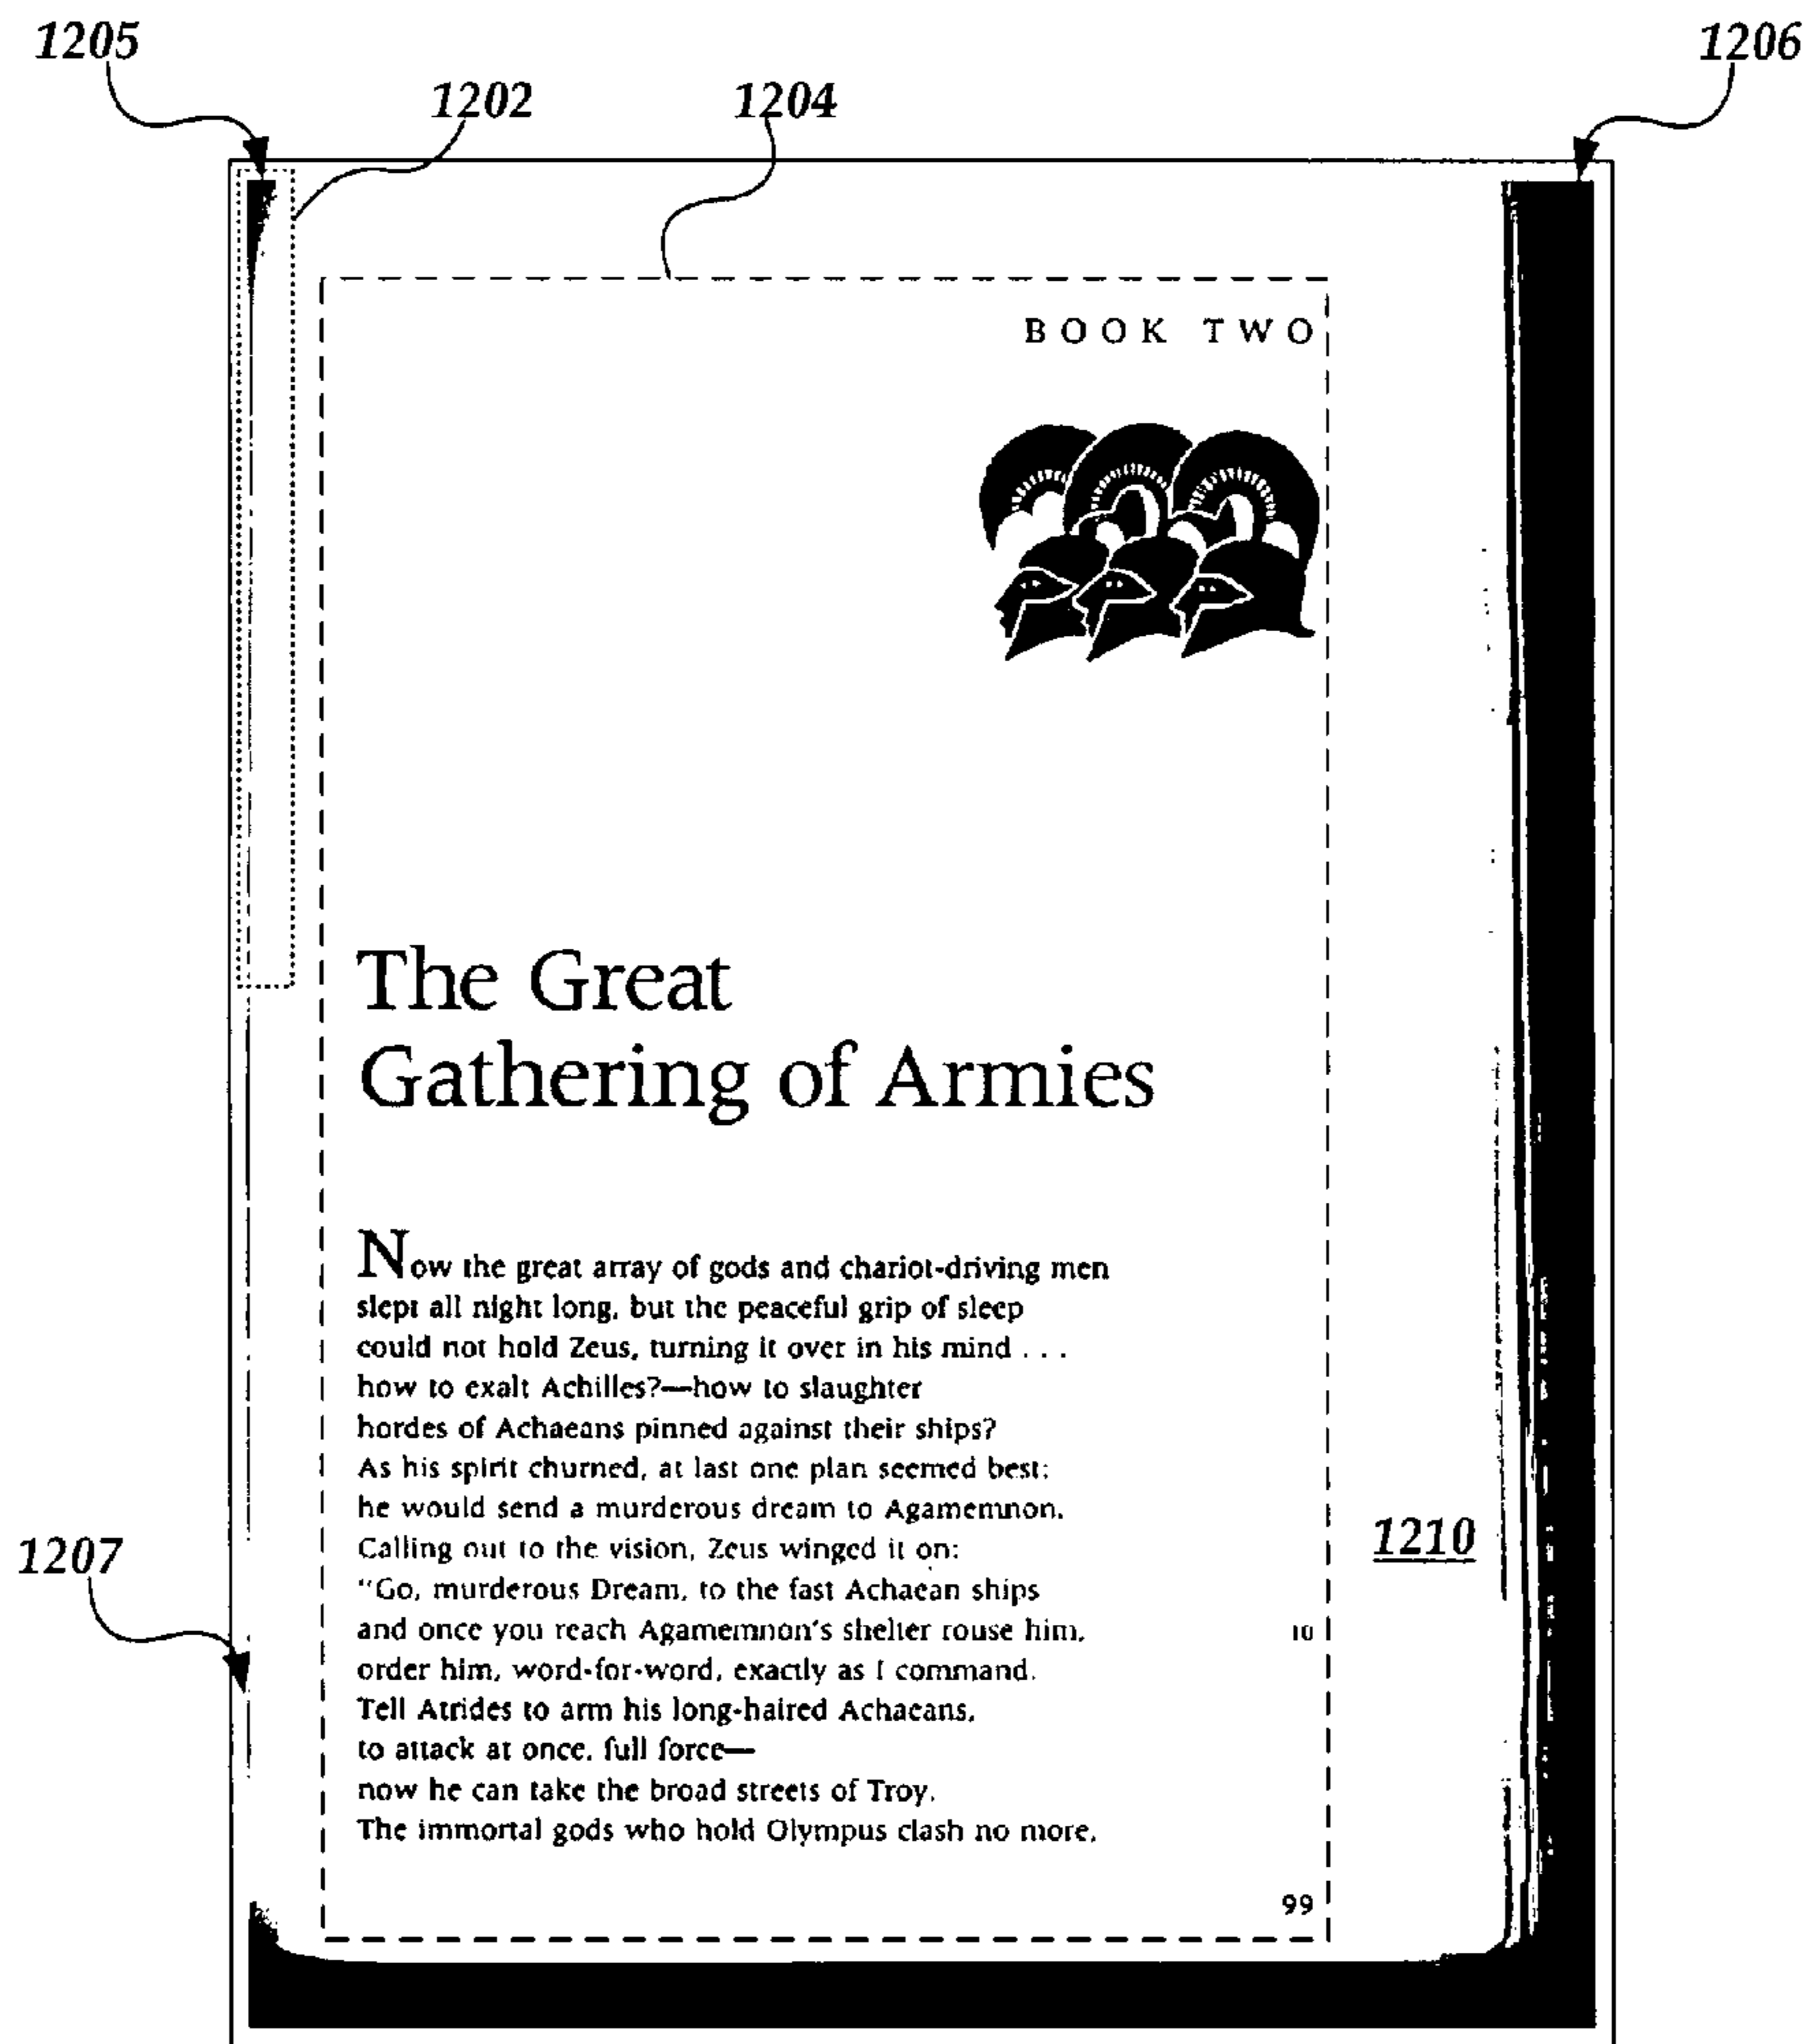 1205
1206
1202
1204
BOOK TWO
The Great
Gathering of Armies
Now the great array of gods and chariot-driving men
slept all night long, but the peaceful grip of sleep
could not hold Zeus, turning it over in his mind . . .
how to exalt Achilles?—how to slaughter
hordes of Achaeans pinned against their ships?
As his spirit churned, at last one plan seemed best:
he would send a murderous dream to Agamemnon.
Calling out to the vision, Zeus winged it on:
1210
1207
"Go, murderous Dream, to the fast Achaean ships
and once you reach Agamemnon's shelter rouse him,
10
order him, word-for-word, exactly as I command.
Tell Atrides to arm his long-haired Achaeans,
to attack at once, full force—
now he can take the broad streets of Troy.
The immortal gods who hold Olympus clash no more,
99